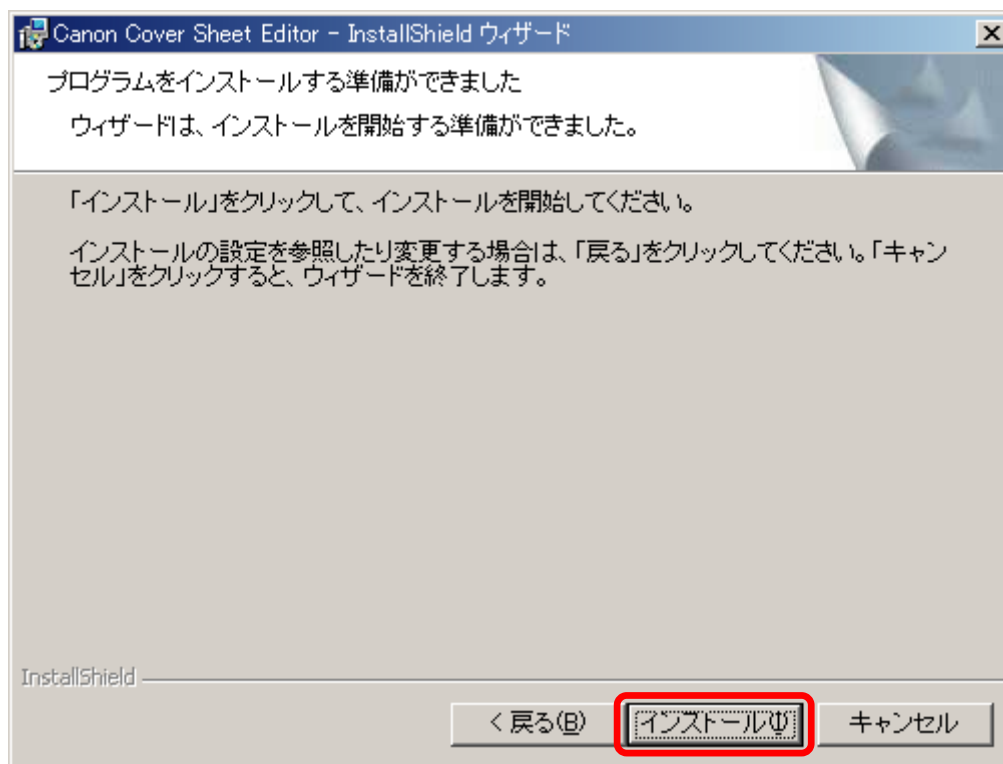 Canon Cover Sheet Editor - InstallShield ウィザード
プログラムをインストールする準備ができました
ウィザードは、インストールを開始する準備ができました。
「インストール」をクリックして、インストールを開始してください。
インストールの設定を参照したり変更する場合は、「戻る」をクリックしてください。「キャン
セル」をクリックすると、ウィザードを終了します。
InstallShield
< 戻る(B) インストール(I) キャンセル